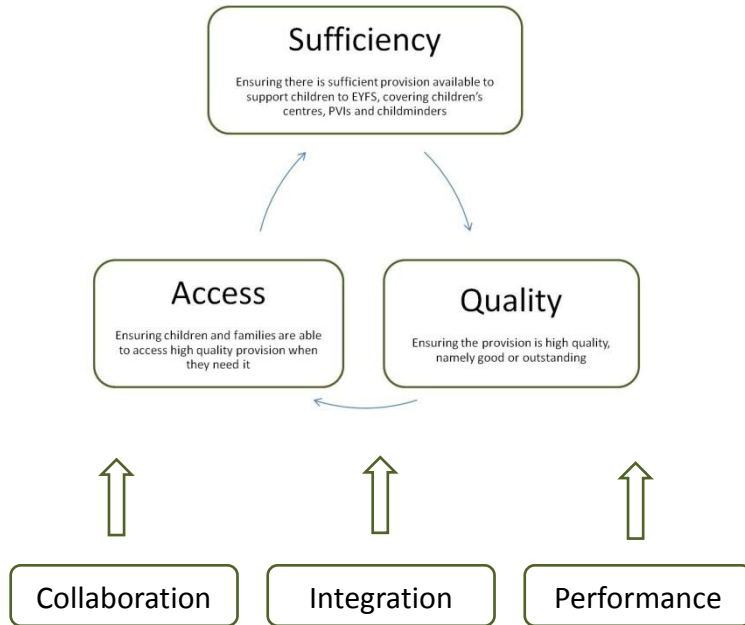 Sufficiency
Ensuring there is sufficient provision available to
support children to EYFS, covering children's
centres, PVIs and childminders
Access
Ensuring children and families are able
to access high quality provision when
they need it
Quality
Ensuring the provision is high quality,
namely good or outstanding
Collaboration
Integration
Performance